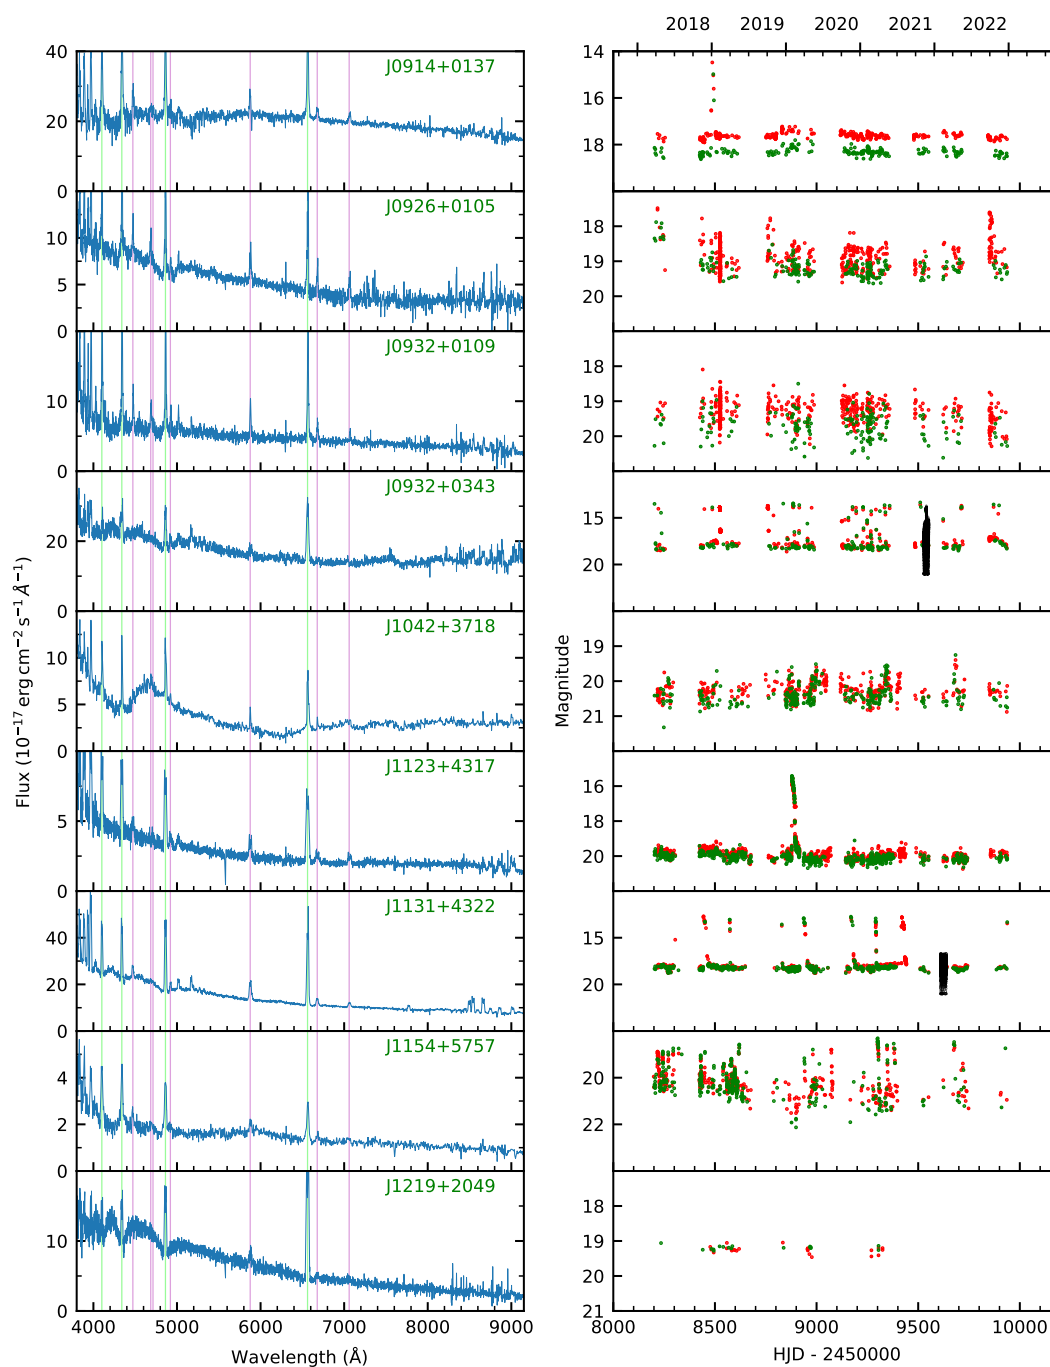 2018 2019 2020 2021 2022
40 J0914+0137 14
16
20
18
0
J0926+0105 18
10
19
5
20
0
J0932+0109 18
19
10
20
0
J0932+0343
15
20
20
0
J1042+3718 19
10
20
5
21
0
J1123+4317
16
5
18
20
0
J1131+4322
40
15
20
20
0
J1154+5757
4
20
2
22
0
J1219+2049 18
10
19
20
0 21
4000 5000 6000 7000 8000 9000 8000 8500 9000 9500 10000
Wavelength (Å) HJD - 2450000
Flux (10⁻¹⁷ erg cm⁻² s⁻¹ Å⁻¹)
Magnitude